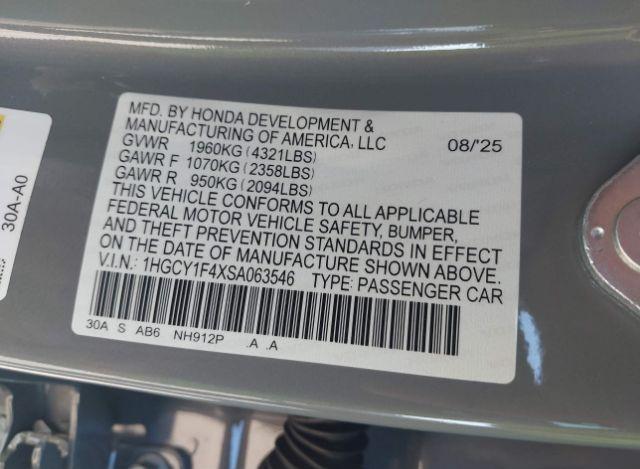 MFD. BY HONDA DEVELOPMENT &
MANUFACTURING OF AMERICA, LLC 08/'25
GVWR 1960KG (4321LBS)
GAWR F 1070KG (2358LBS)
GAWR R 950KG (2094LBS)
THIS VEHICLE CONFORMS TO ALL APPLICABLE
FEDERAL MOTOR VEHICLE SAFETY, BUMPER,
AND THEFT PREVENTION STANDARDS IN EFFECT
ON THE DATE OF MANUFACTURE SHOWN ABOVE.
V.I.N.: 1HGCY1F4XSA063546 TYPE: PASSENGER CAR
30A S AB6 NH912P .A .A
30A-A0